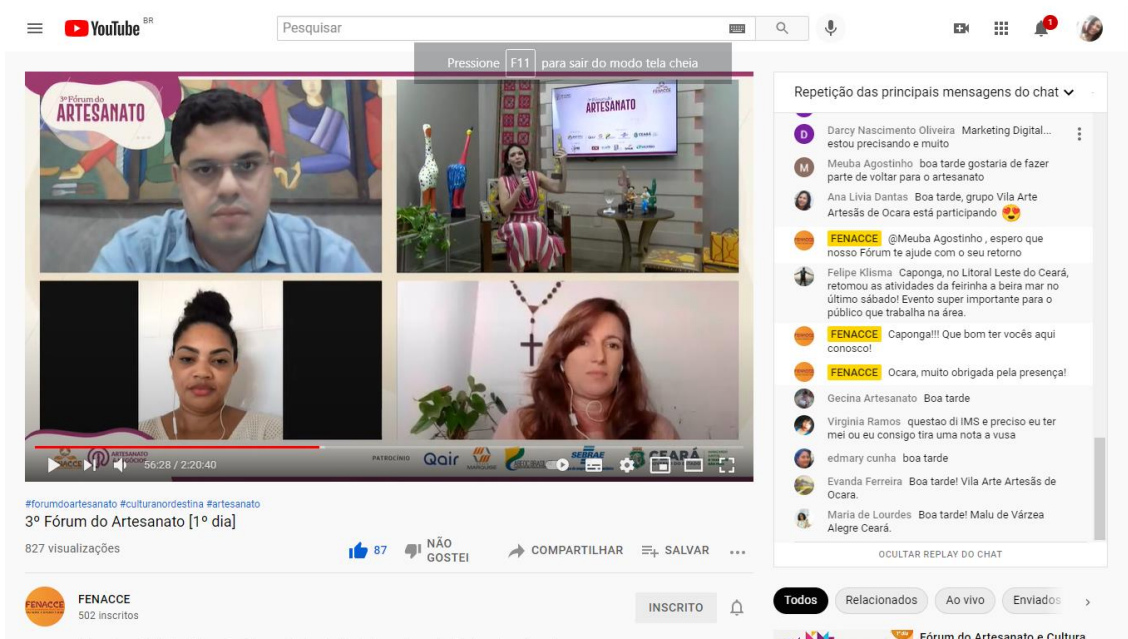 YouTube BR
Pesquisar
1
Pressione F11 para sair do modo tela cheia
3º Fórum do
ARTESANATO
ARTESANATO
CEARÁ
56:28 / 2:20:40
PATROCÍNIO
Qair
MARQUISE
SEBRAE
CEARÁ
#forumdoartesanato #culturanordestina #artesanato
3º Fórum do Artesanato [1º dia]
827 visualizações
87
NÃO
GOSTEI
COMPARTILHAR
SALVAR
FENACCE
FENACCE
502 inscritos
INSCRITO
Repetição das principais mensagens do chat
D
Darcy Nascimento Oliveira Marketing Digital...
estou precisando e muito
M
Meuba Agostinho boa tarde gostaria de fazer
parte de voltar para o artesanato
Ana Livia Dantas Boa tarde, grupo Vila Arte
Artesãs de Ocara está participando
FENACCE @Meuba Agostinho , espero que
nosso Fórum te ajude com o seu retorno
Felipe Klisma Caponga, no Litoral Leste do Ceará,
retomou as atividades da feirinha a beira mar no
último sábado! Evento super importante para o
público que trabalha na área.
FENACCE Caponga!!! Que bom ter vocês aqui
conosco!
FENACCE Ocara, muito obrigada pela presença!
Gecina Artesanato Boa tarde
Virginia Ramos questao di IMS e preciso eu ter
mei ou eu consigo tira uma nota a vusa
edmary cunha boa tarde
Evanda Ferreira Boa tarde! Vila Arte Artesãs de
Ocara.
Maria de Lourdes Boa tarde! Malu de Várzea
Alegre Ceará.
OCULTAR REPLAY DO CHAT
Todos
Relacionados
Ao vivo
Enviados
Fórum do Artesanato e Cultura